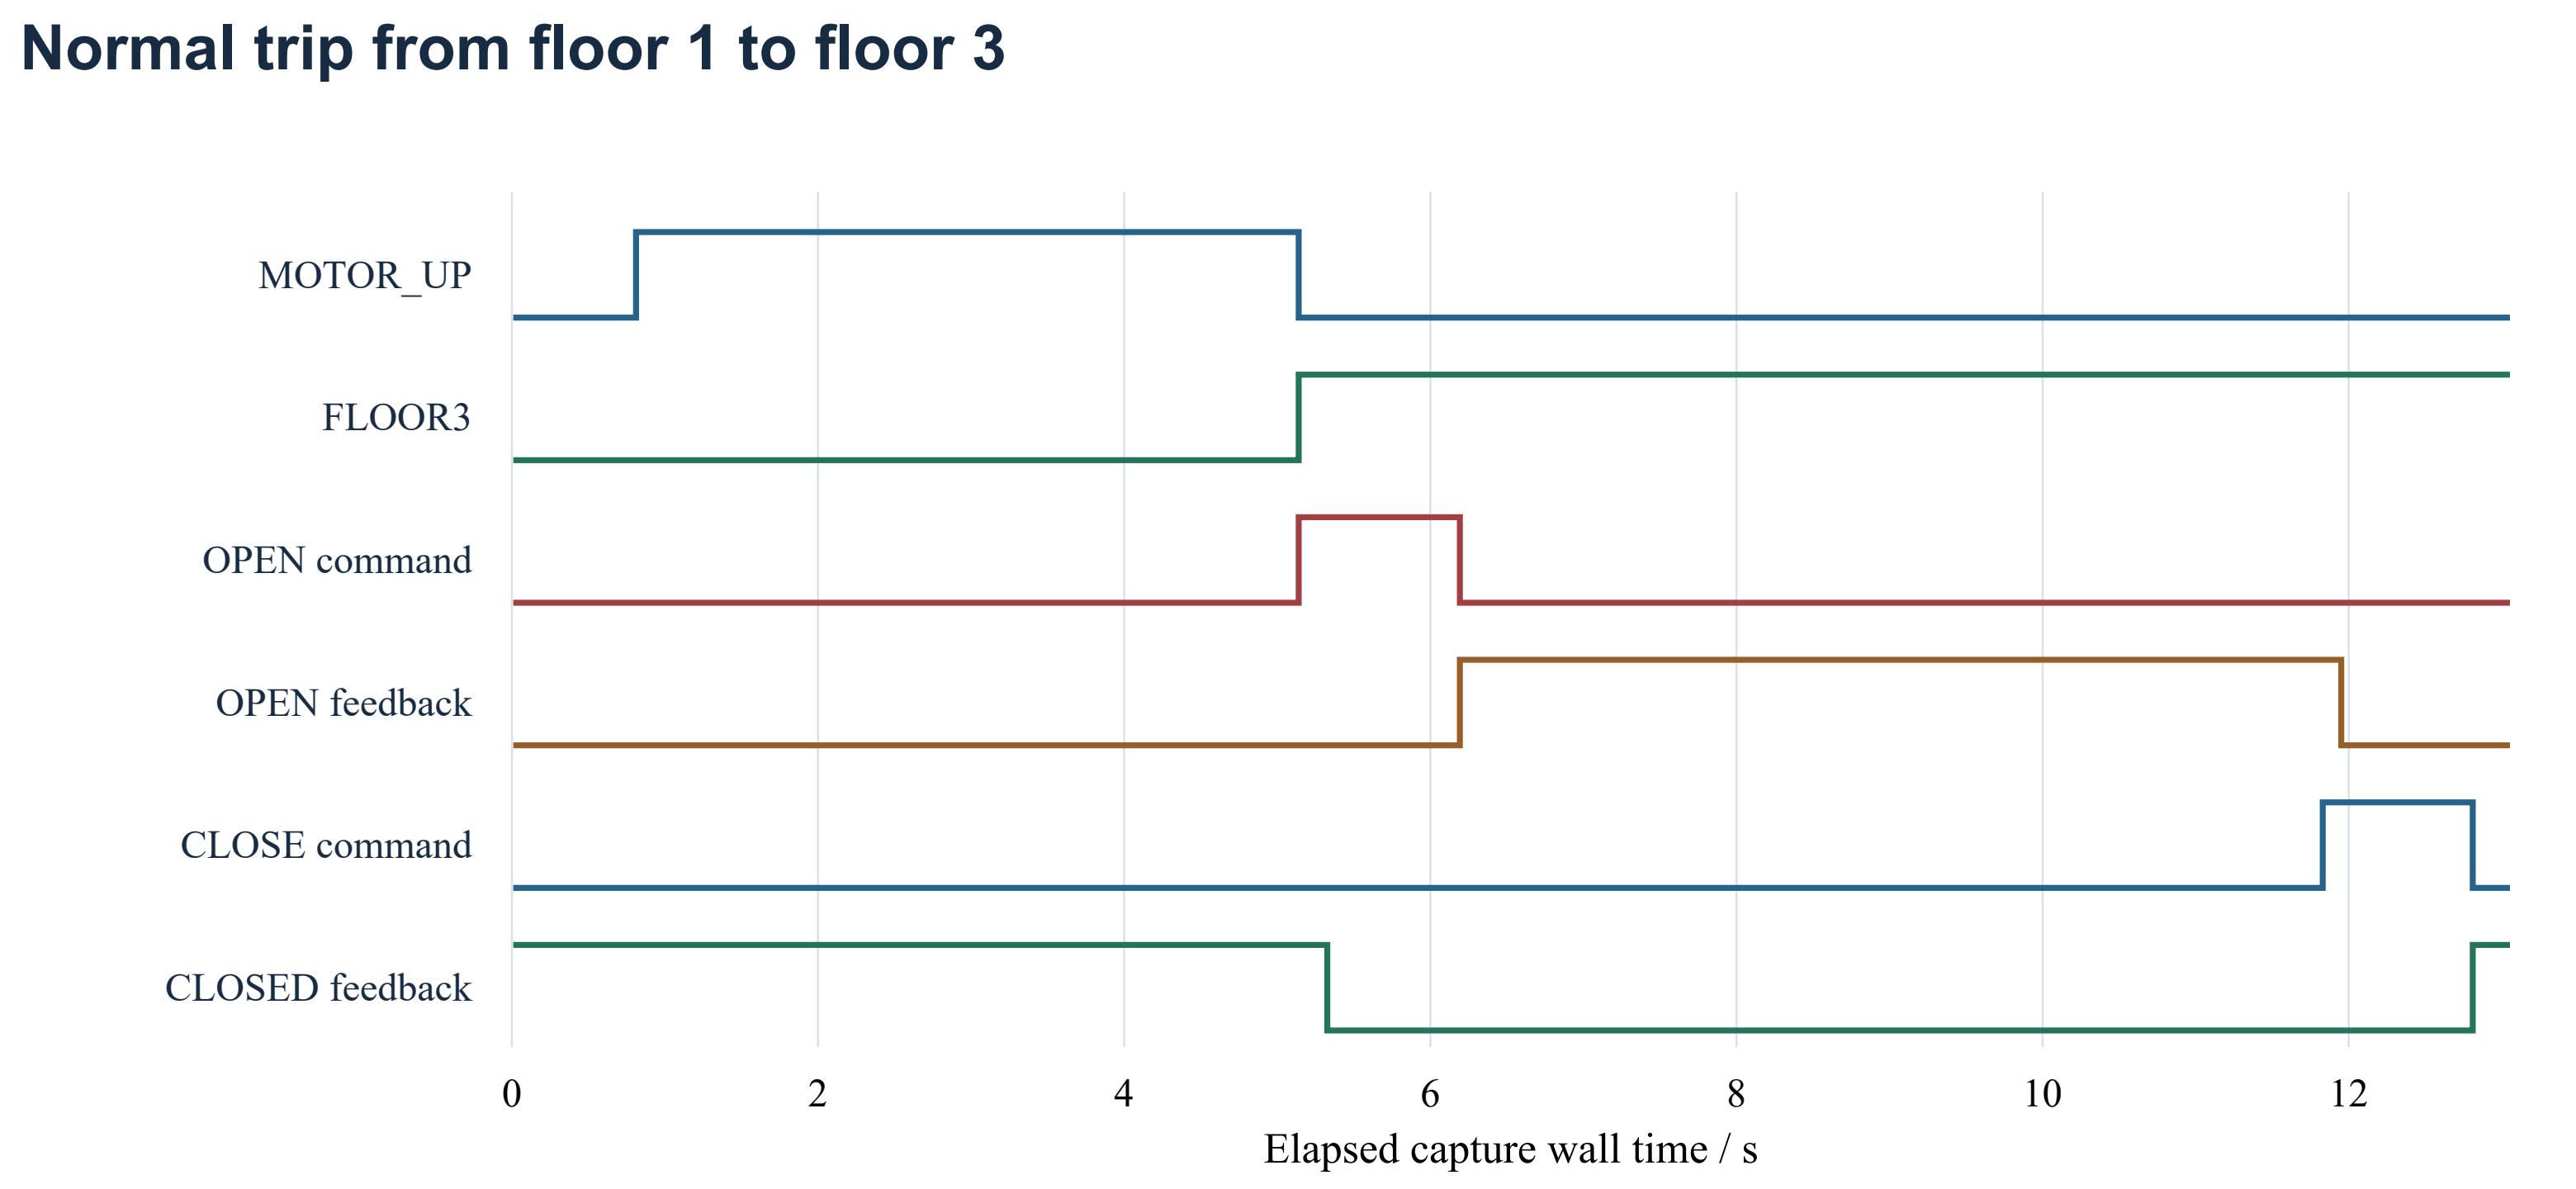 Normal trip from floor 1 to floor 3
MOTOR_UP
FLOOR3
OPEN command
OPEN feedback
CLOSE command
CLOSED feedback
0 2 4 6 8 10 12
Elapsed capture wall time / s